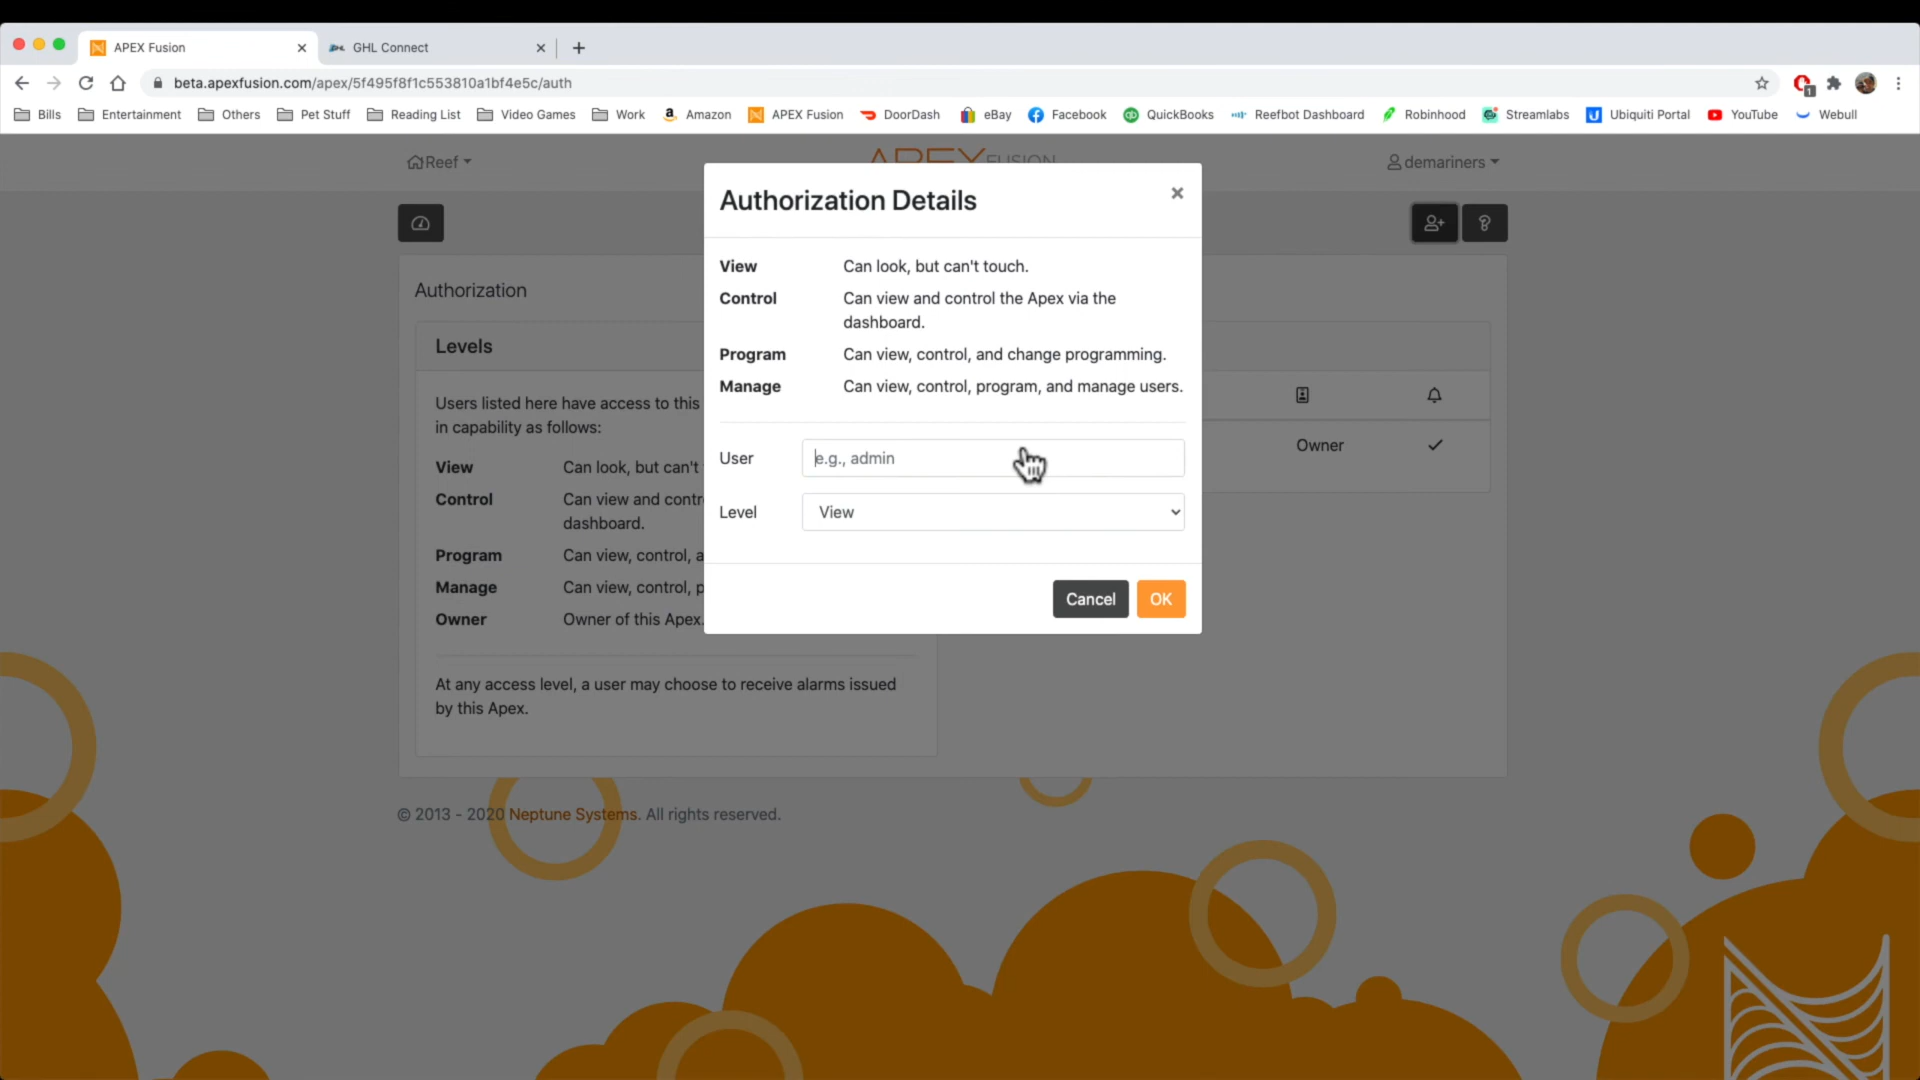 APEX Fusion
GHL Connect
beta.apexfusion.com/apex/5f495f8f1c553810a1bf4e5c/auth
1
Bills Entertainment Others Pet Stuff Reading List Video Games Work Amazon APEX Fusion DoorDash eBay Facebook QuickBooks Reefbot Dashboard Robinhood Streamlabs Ubiquiti Portal YouTube Webull
Reef
APEX FUSION
demariners
Authorization Details
View Can look, but can't touch.
Control Can view and control the Apex via the
dashboard.
Program Can view, control, and change programming.
Manage Can view, control, program, and manage users.
User e.g., admin
Level View
Cancel OK
Authorization
Levels
Users listed here have access to this
in capability as follows:
View Can look, but can't
Control Can view and contr
dashboard.
Program Can view, control, a
Manage Can view, control, p
Owner Owner of this Apex.
At any access level, a user may choose to receive alarms issued
by this Apex.
Owner
© 2013 - 2020 Neptune Systems. All rights reserved.